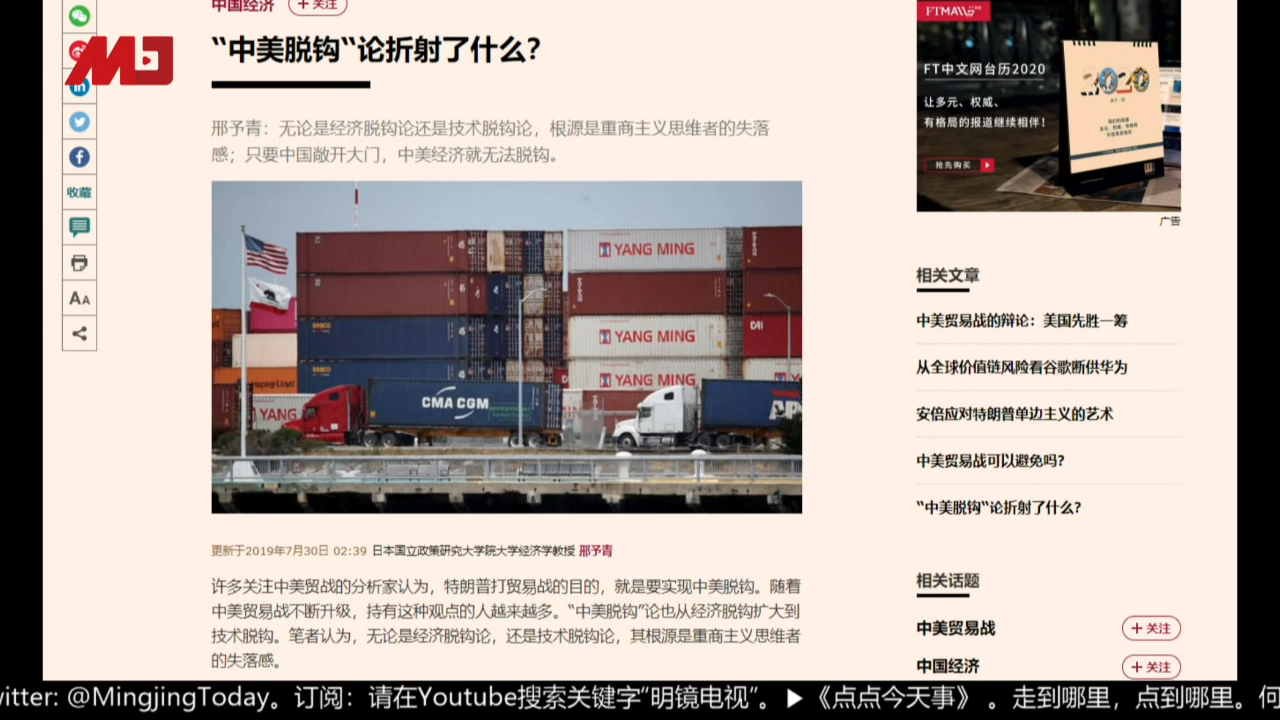 中国经济
+ 关注
“中美脱钩“论折射了什么？
邢予青：无论是经济脱钩论还是技术脱钩论，根源是重商主义思维者的失落
感；只要中国敞开大门，中美经济就无法脱钩。
收藏
AA
YANG MING
YANG MING
YANG MING
Hapag-Lloyd
YANG
CMA CGM
CAI
更新于2019年7月30日 02:39 日本国立政策研究大学院大学经济学教授 邢予青
许多关注中美贸战的分析家认为，特朗普打贸易战的目的，就是要实现中美脱钩。随着
中美贸易战不断升级，持有这种观点的人越来越多。“中美脱钩”论也从经济脱钩扩大到
技术脱钩。笔者认为，无论是经济脱钩论，还是技术脱钩论，其根源是重商主义思维者
的失落感。
FT中文网台历2020
让多元、权威、
有格局的报道继续相伴！
抢先购买
2020
广告
相关文章
中美贸易战的辩论：美国先胜一筹
从全球价值链风险看谷歌断供华为
安倍应对特朗普单边主义的艺术
中美贸易战可以避免吗？
“中美脱钩“论折射了什么？
相关话题
中美贸易战
+ 关注
中国经济
+ 关注
witter: @MingjingToday。订阅：请在Youtube搜索关键字“明镜电视”。▶《点点今天事》 。走到哪里，点到哪里。何